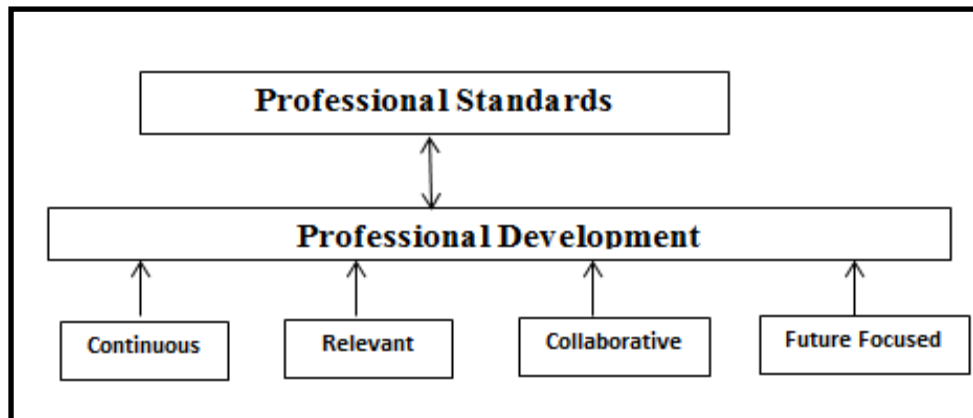 Professional Standards
Professional Development
Continuous
Relevant
Collaborative
Future Focused